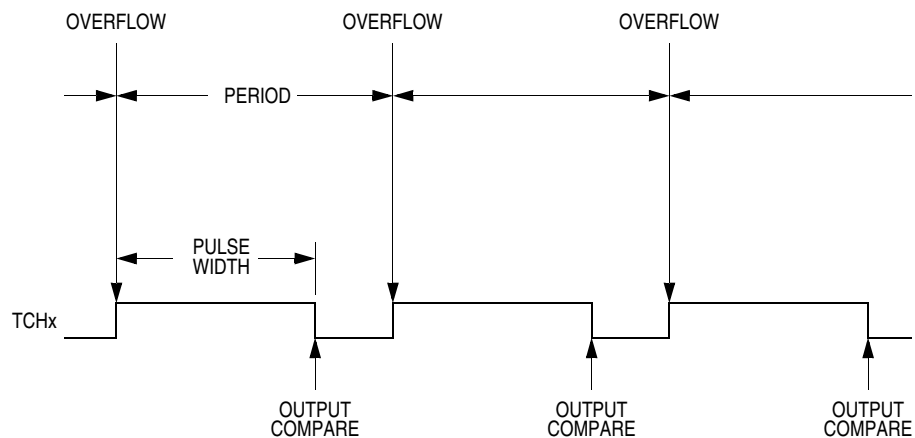 OVERFLOW OVERFLOW OVERFLOW
PERIOD
PULSE
WIDTH
TCHx
OUTPUT
COMPARE
OUTPUT
COMPARE
OUTPUT
COMPARE